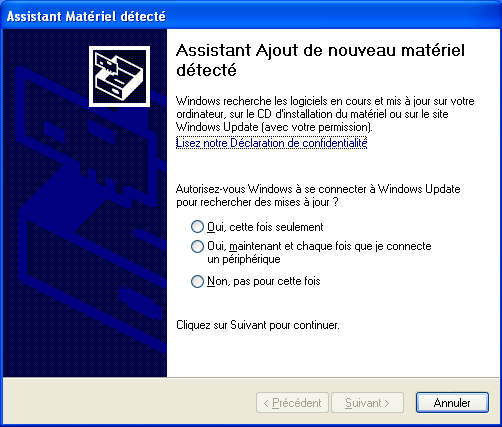 Assistant Matériel détecté
Assistant Ajout de nouveau matériel
détecté
Windows recherche les logiciels en cours et mis à jour sur votre
ordinateur, sur le CD d'installation du matériel ou sur le site
Windows Update (avec votre permission).
Lisez notre Déclaration de confidentialité
Autorisez-vous Windows à se connecter à Windows Update
pour rechercher des mises à jour ?
Oui, cette fois seulement
Oui, maintenant et chaque fois que je connecte
un périphérique
Non, pas pour cette fois
Cliquez sur Suivant pour continuer.
< Précédent
Suivant >
Annuler